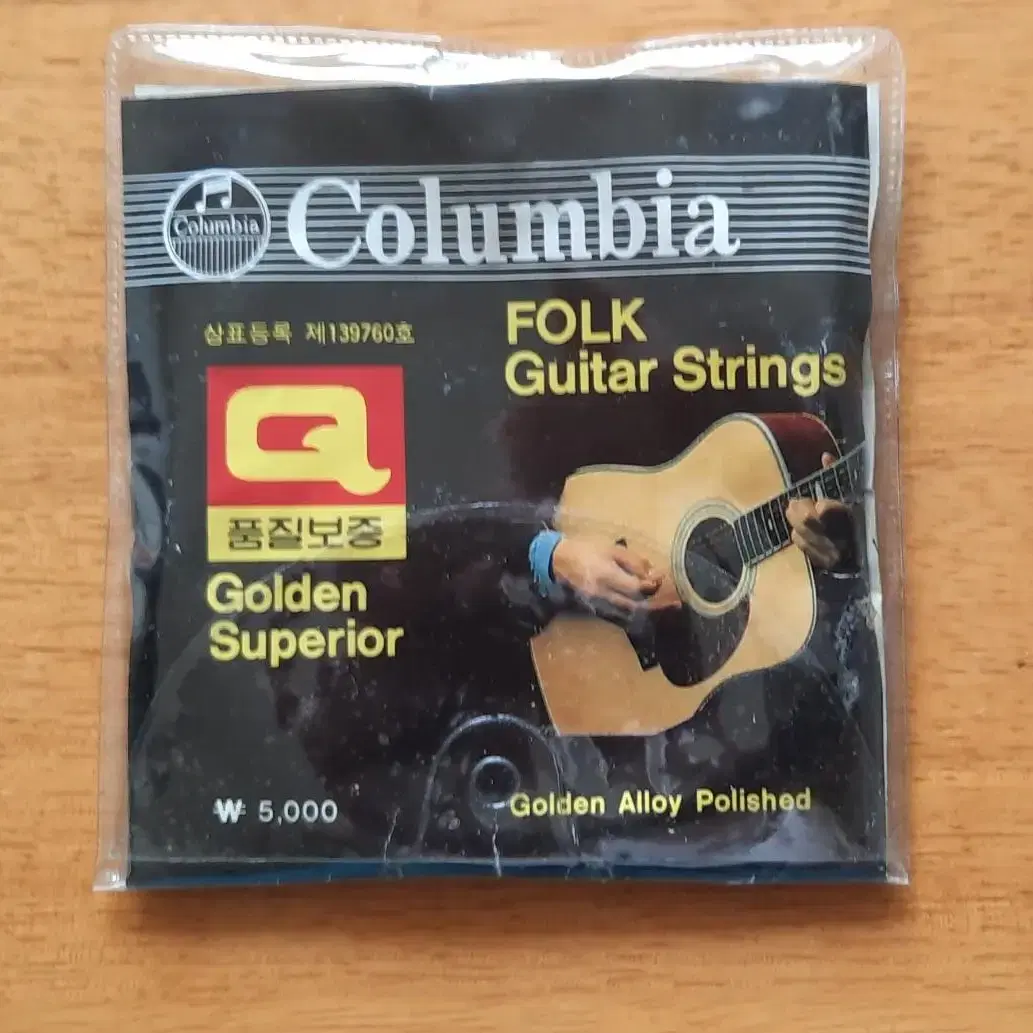 Columbia
Columbia
상표등록 제139760호
FOLK
Guitar Strings
Q
품질보증
Golden
Superior
₩ 5,000
Golden Alloy Polished